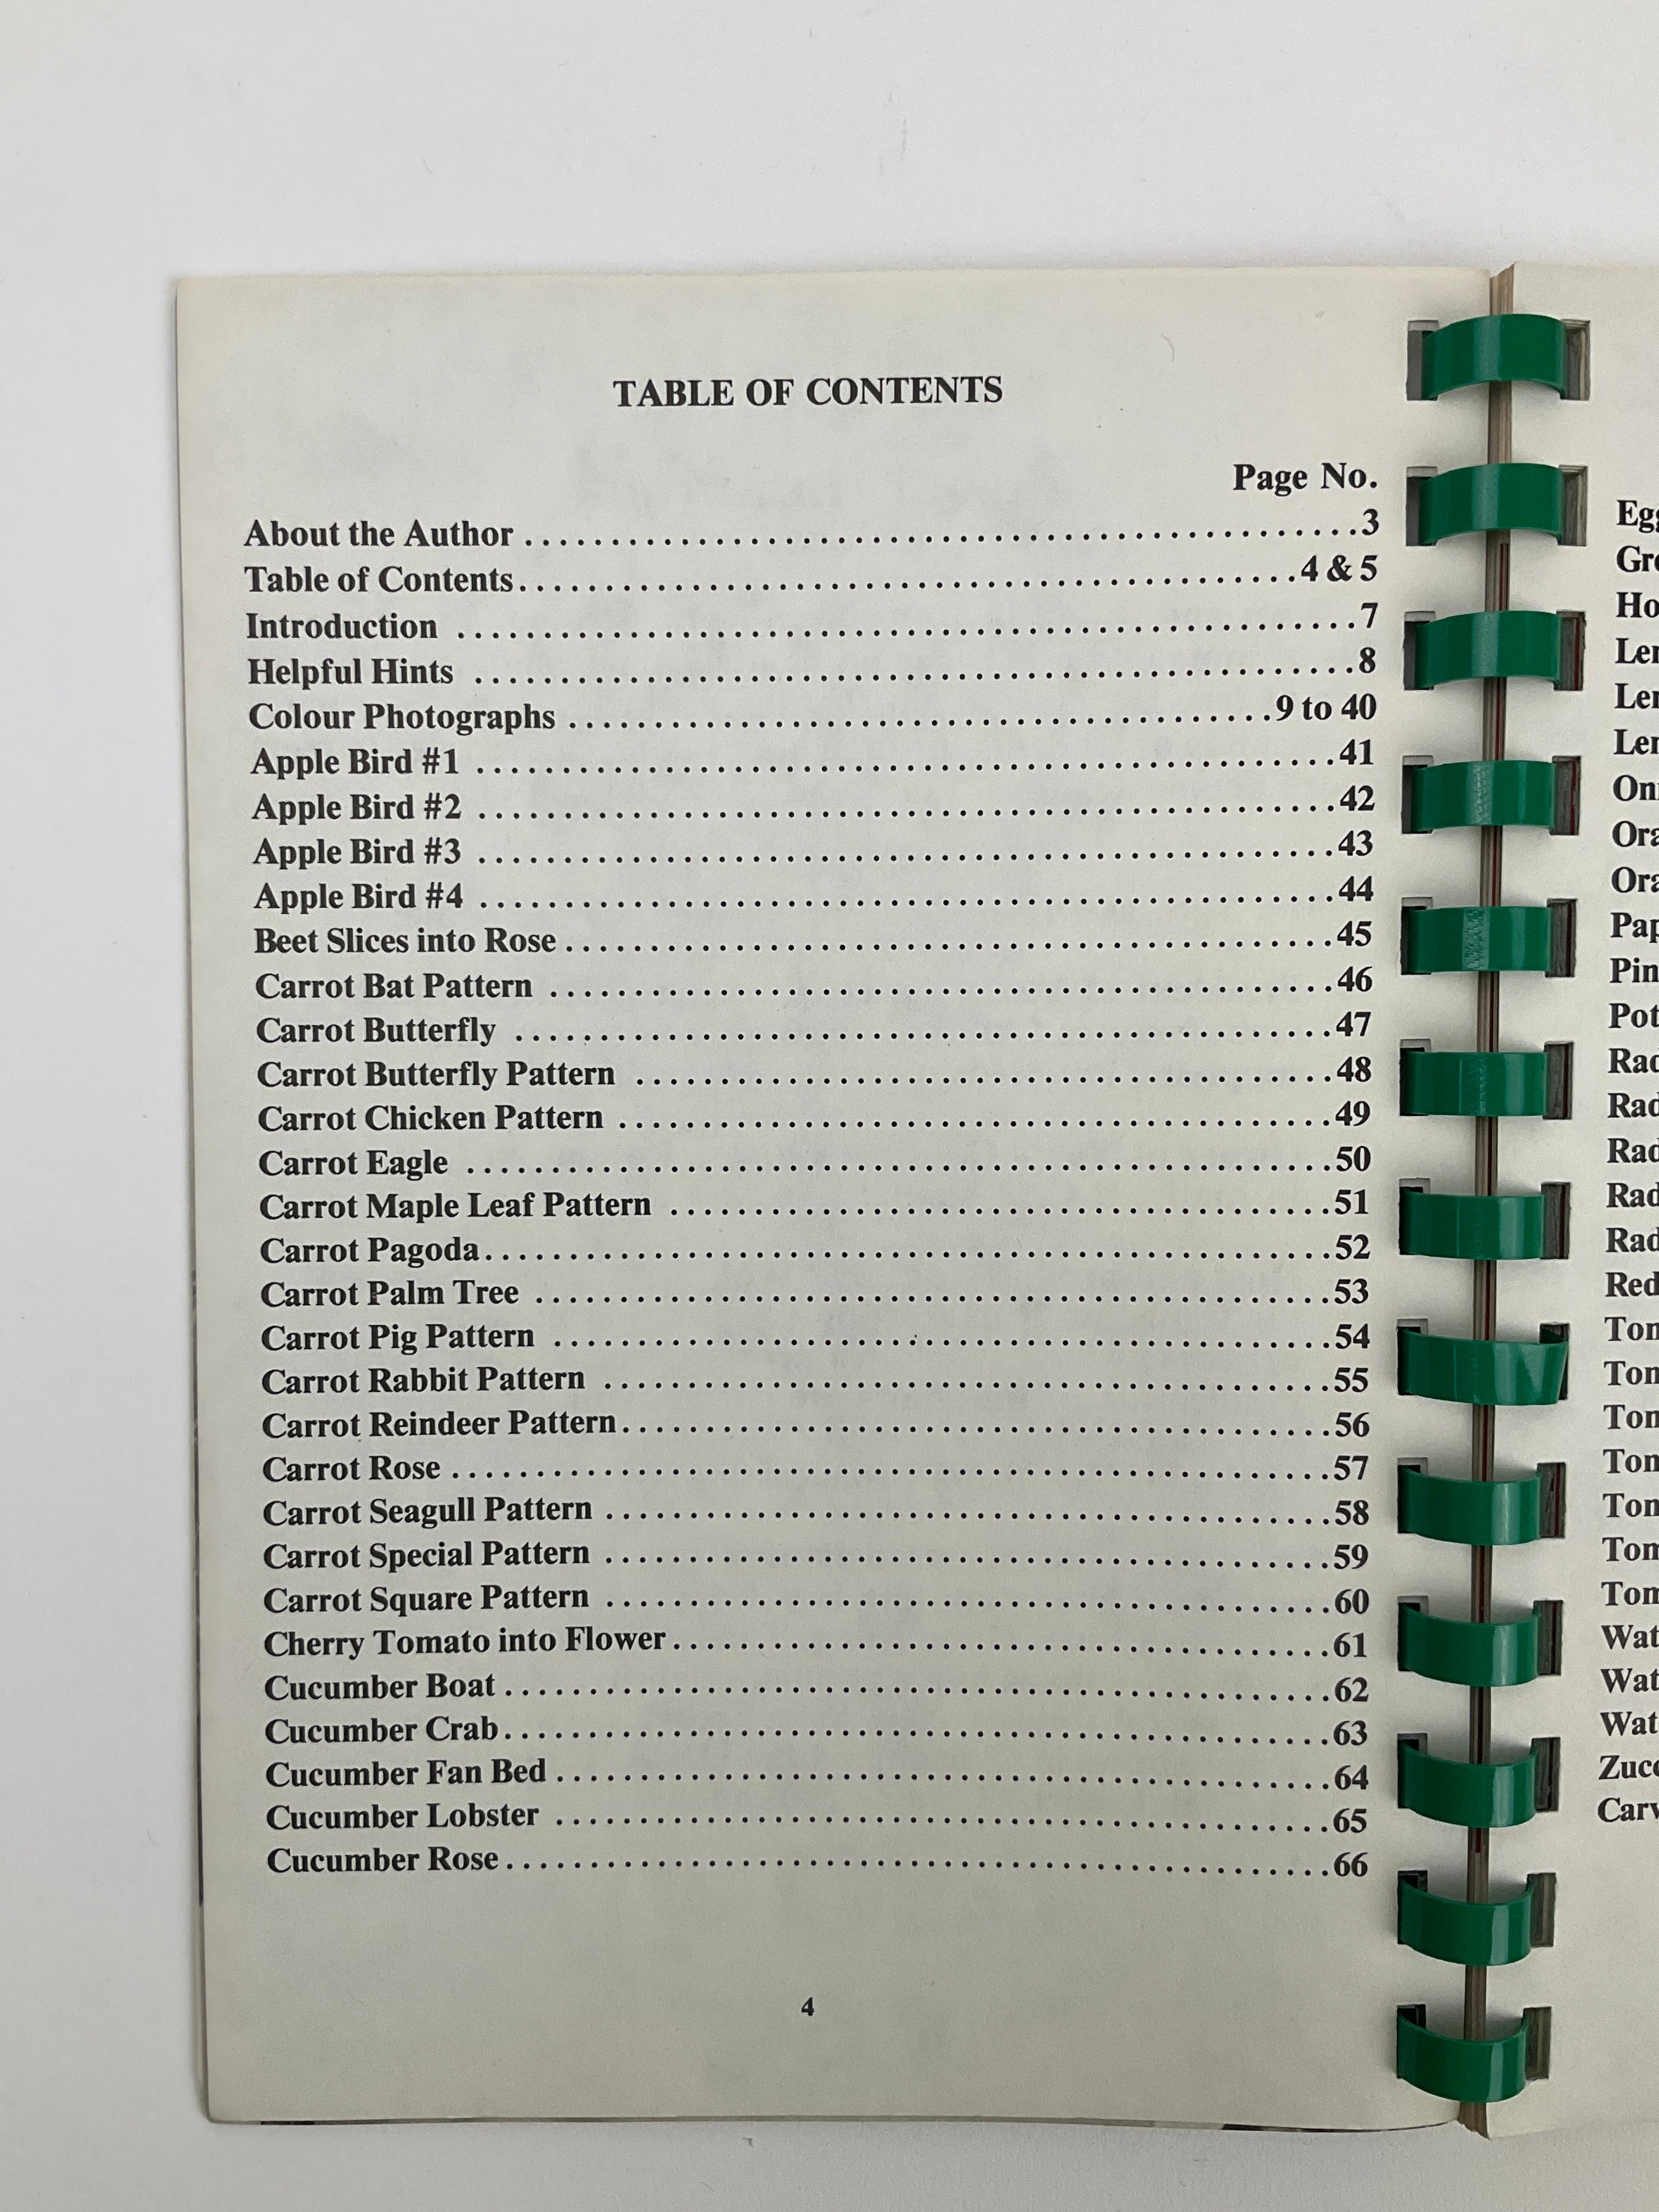 TABLE OF CONTENTS
Page No.
About the Author . . . . . . . . . . . . . . . . . . . . . . . . . . . . . . . . . . . . . . . . . . . . . . . . 3
Table of Contents. . . . . . . . . . . . . . . . . . . . . . . . . . . . . . . . . . . . . . . . . . . . . 4 & 5
Introduction . . . . . . . . . . . . . . . . . . . . . . . . . . . . . . . . . . . . . . . . . . . . . . . . . . . . 7
Helpful Hints . . . . . . . . . . . . . . . . . . . . . . . . . . . . . . . . . . . . . . . . . . . . . . . . . . . 8
Colour Photographs . . . . . . . . . . . . . . . . . . . . . . . . . . . . . . . . . . . . . . . . . 9 to 40
Apple Bird #1 . . . . . . . . . . . . . . . . . . . . . . . . . . . . . . . . . . . . . . . . . . . . . . . . . . 41
Apple Bird #2 . . . . . . . . . . . . . . . . . . . . . . . . . . . . . . . . . . . . . . . . . . . . . . . . . . 42
Apple Bird #3 . . . . . . . . . . . . . . . . . . . . . . . . . . . . . . . . . . . . . . . . . . . . . . . . . . 43
Apple Bird #4 . . . . . . . . . . . . . . . . . . . . . . . . . . . . . . . . . . . . . . . . . . . . . . . . . . 44
Beet Slices into Rose . . . . . . . . . . . . . . . . . . . . . . . . . . . . . . . . . . . . . . . . . . . . . 45
Carrot Bat Pattern . . . . . . . . . . . . . . . . . . . . . . . . . . . . . . . . . . . . . . . . . . . . . . 46
Carrot Butterfly . . . . . . . . . . . . . . . . . . . . . . . . . . . . . . . . . . . . . . . . . . . . . . . . 47
Carrot Butterfly Pattern . . . . . . . . . . . . . . . . . . . . . . . . . . . . . . . . . . . . . . . . . 48
Carrot Chicken Pattern . . . . . . . . . . . . . . . . . . . . . . . . . . . . . . . . . . . . . . . . . . 49
Carrot Eagle . . . . . . . . . . . . . . . . . . . . . . . . . . . . . . . . . . . . . . . . . . . . . . . . . . . 50
Carrot Maple Leaf Pattern . . . . . . . . . . . . . . . . . . . . . . . . . . . . . . . . . . . . . . . 51
Carrot Pagoda. . . . . . . . . . . . . . . . . . . . . . . . . . . . . . . . . . . . . . . . . . . . . . . . . . 52
Carrot Palm Tree . . . . . . . . . . . . . . . . . . . . . . . . . . . . . . . . . . . . . . . . . . . . . . . 53
Carrot Pig Pattern . . . . . . . . . . . . . . . . . . . . . . . . . . . . . . . . . . . . . . . . . . . . . . 54
Carrot Rabbit Pattern . . . . . . . . . . . . . . . . . . . . . . . . . . . . . . . . . . . . . . . . . . . 55
Carrot Reindeer Pattern. . . . . . . . . . . . . . . . . . . . . . . . . . . . . . . . . . . . . . . . . . 56
Carrot Rose . . . . . . . . . . . . . . . . . . . . . . . . . . . . . . . . . . . . . . . . . . . . . . . . . . . . 57
Carrot Seagull Pattern . . . . . . . . . . . . . . . . . . . . . . . . . . . . . . . . . . . . . . . . . . . 58
Carrot Special Pattern . . . . . . . . . . . . . . . . . . . . . . . . . . . . . . . . . . . . . . . . . . . 59
Carrot Square Pattern . . . . . . . . . . . . . . . . . . . . . . . . . . . . . . . . . . . . . . . . . . . 60
Cherry Tomato into Flower. . . . . . . . . . . . . . . . . . . . . . . . . . . . . . . . . . . . . . . 61
Cucumber Boat . . . . . . . . . . . . . . . . . . . . . . . . . . . . . . . . . . . . . . . . . . . . . . . . . 62
Cucumber Crab. . . . . . . . . . . . . . . . . . . . . . . . . . . . . . . . . . . . . . . . . . . . . . . . . 63
Cucumber Fan Bed . . . . . . . . . . . . . . . . . . . . . . . . . . . . . . . . . . . . . . . . . . . . . . 64
Cucumber Lobster . . . . . . . . . . . . . . . . . . . . . . . . . . . . . . . . . . . . . . . . . . . . . . 65
Cucumber Rose. . . . . . . . . . . . . . . . . . . . . . . . . . . . . . . . . . . . . . . . . . . . . . . . . 66
4